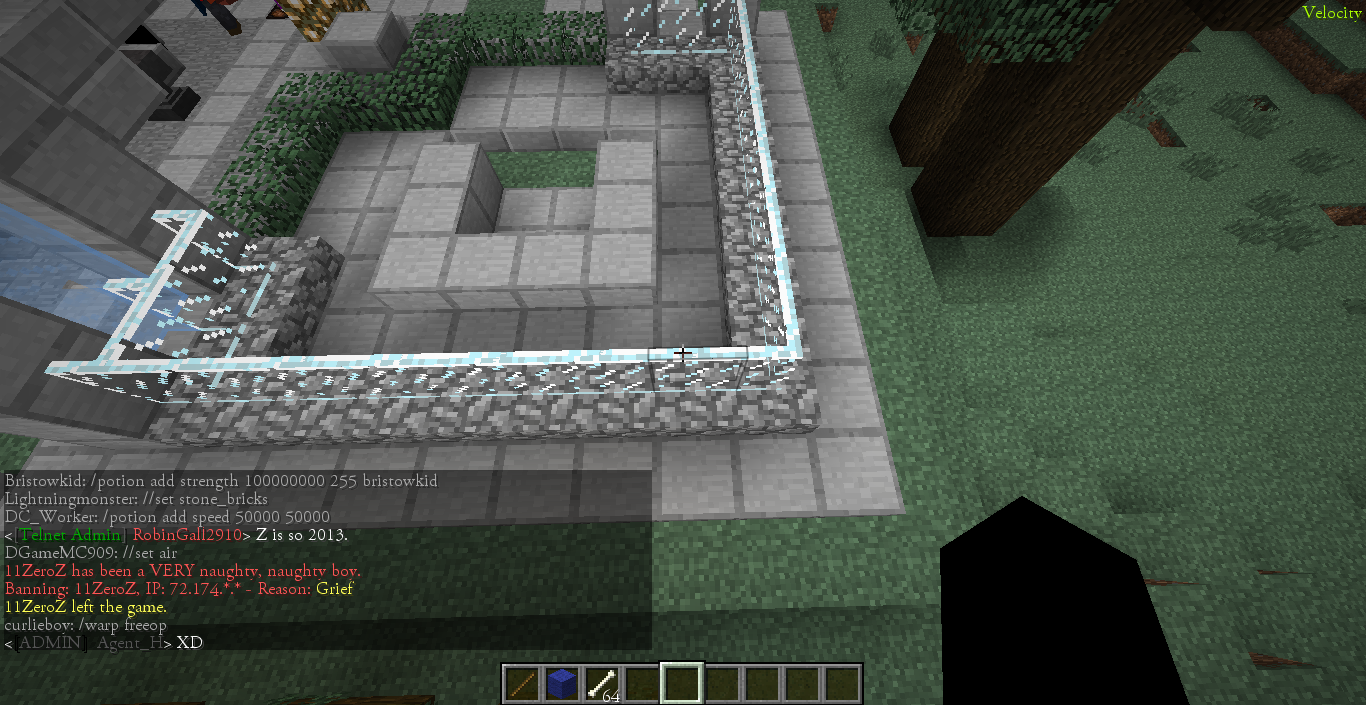 Velocity
Bristowkid: /potion add strength 100000000 255 bristowkid
Lightningmonster: //set stone_bricks
DC_Worker: /potion add speed 50000 50000
<[Telnet Admin] RobinGall2910> Z is so 2013.
DGameMC909: //set air
11ZeroZ has been a VERY naughty, naughty boy.
Banning: 11ZeroZ, IP: 72.174.*.* - Reason: Grief
11ZeroZ left the game.
curlieboy: /warp freeop
<[ADMIN] Agent_H> XD
64